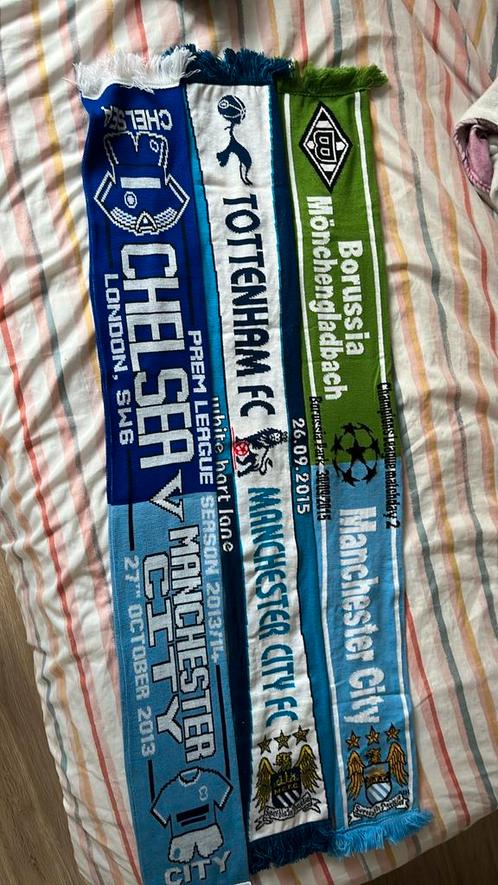 CHELSEA
CHELSEA
LONDON, SW6
V
PREM LEAGUE SEASON 2013/14
MANCHESTER
CITY
27TH OCTOBER 2013
CITY
TOTTENHAM FC
MANCHESTER CITY FC
white hart lane
26.09.2015
Borussia
Mönchengladbach
Manchester City